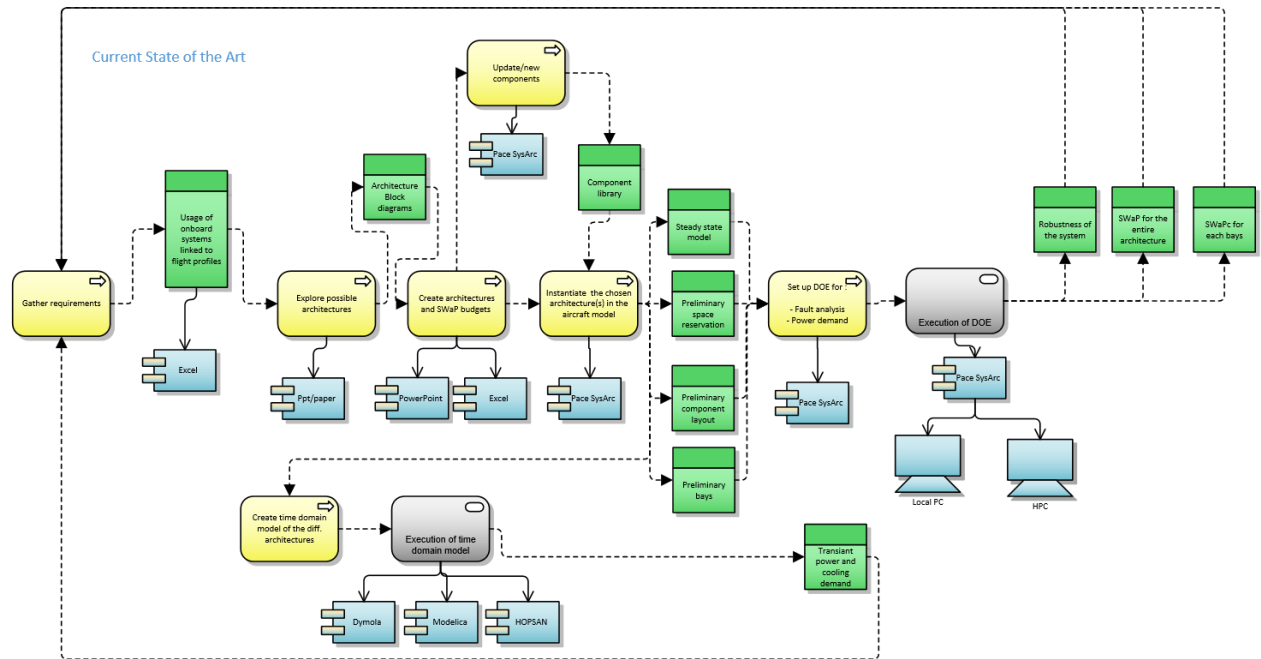 Current State of the Art
Update/new
components
Pace SysArc
Architecture
Block
diagrams
Component
library
Usage of
onboard
systems
linked to
flight profiles
Steady state
model
Robustness of
the system
SWaP for the
entire
architecture
SWaPc for
each bays
Gather requirements
Explore possible
architectures
Create architectures
and SWaP budgets
Instantiate the chosen
architecture(s) in the
aircraft model
Preliminary
space
reservation
Set up DOE for :
- Fault analysis
- Power demand
Execution of DOE
Excel
Ppt/paper
PowerPoint
Excel
Pace SysArc
Preliminary
component
layout
Pace SysArc
Pace SysArc
Preliminary
bays
Local PC
HPC
Create time domain
model of the diff.
architectures
Execution of time
domain model
Transiant
power and
cooling
demand
Dymola
Modelica
HOPSAN